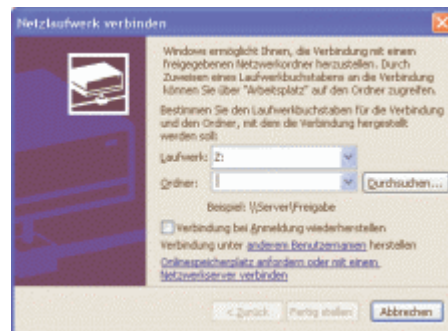 Netzlaufwerk verbinden
Windows ermöglicht Ihnen, die Verbindung mit einem
freigegebenen Netzwerkordner herzustellen. Durch
Zuweisen eines Laufwerkbuchstabens an die Verbindung
können Sie über "Arbeitsplatz" auf den Ordner zugreifen.
Bestimmen Sie den Laufwerkbuchstaben für die Verbindung
und den Ordner, mit dem die Verbindung hergestellt
werden soll:
Laufwerk: Z:
Ordner: Durchsuchen...
Beispiel: \\Server\Freigabe
Verbindung bei Anmeldung wiederherstellen
Verbindung unter anderem Benutzernamen herstellen
Onlinespeicherplatz anfordern oder mit einem
Netzwerkserver verbinden
< Zurück Fertig stellen Abbrechen